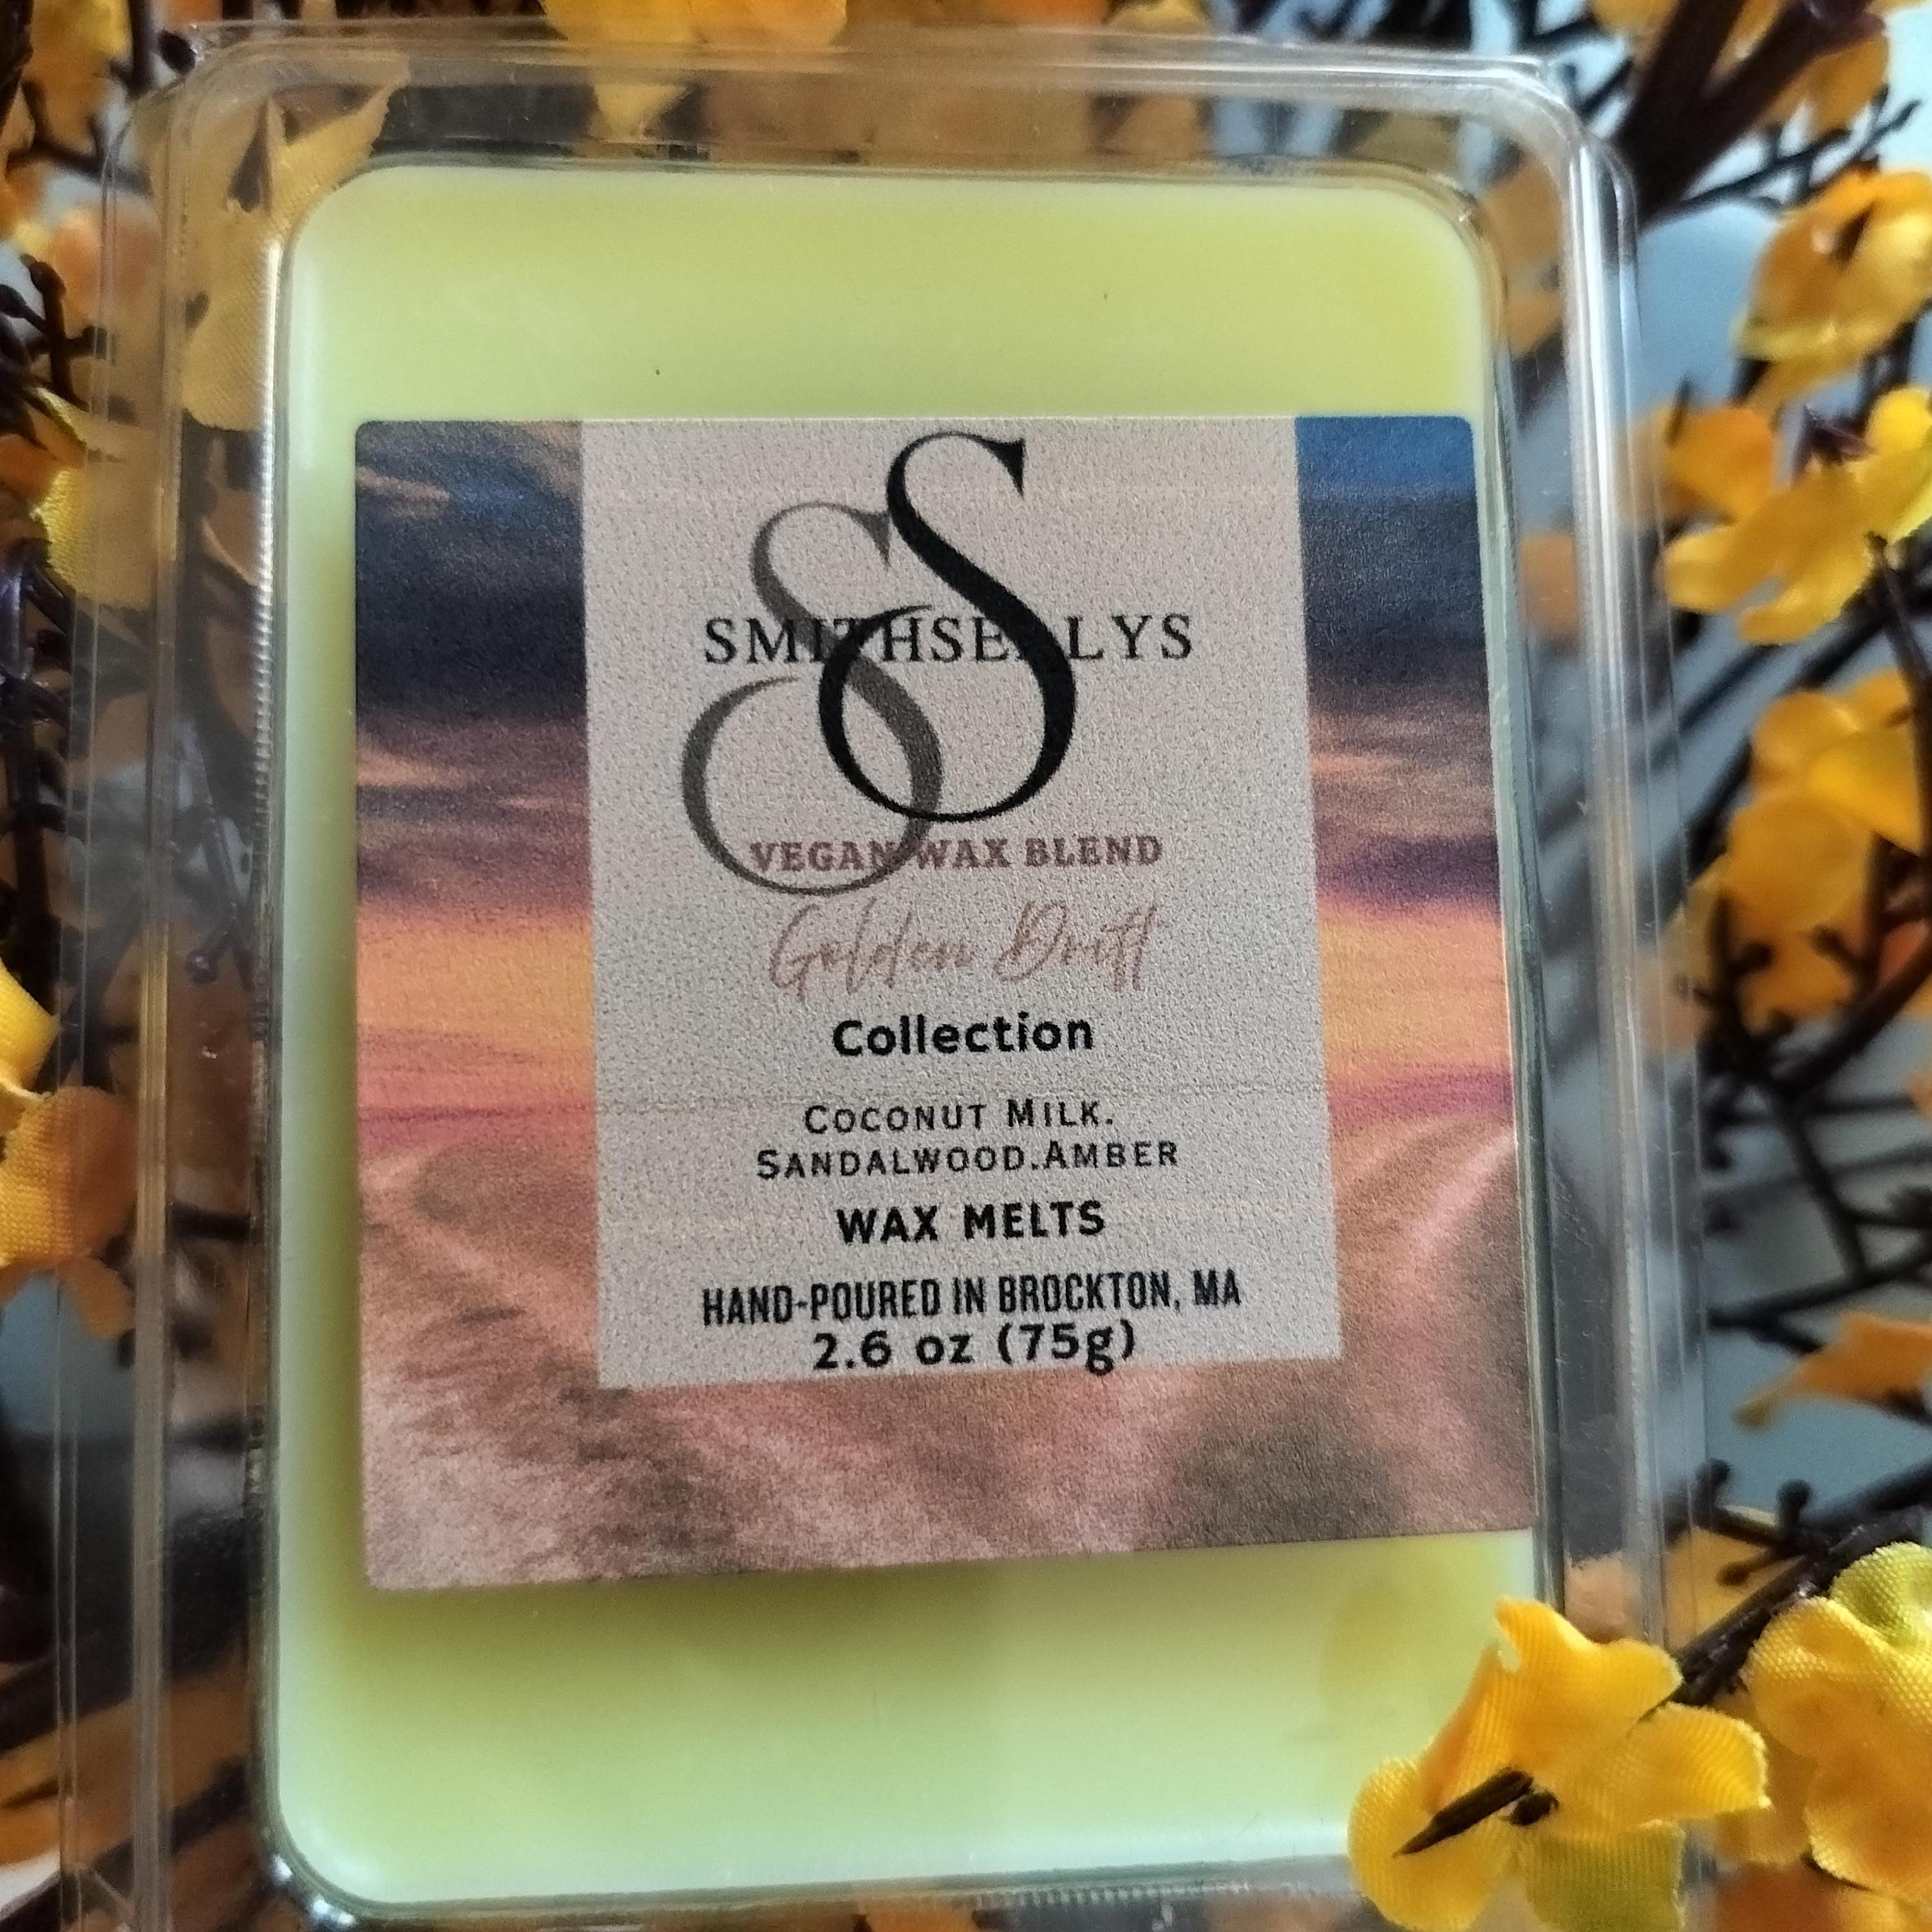 SS
VEGAN WAX BLEND
Golden Drift
Collection
COCONUT MILK.
SANDALWOOD.AMBER
WAX MELTS
HAND-POURED IN BROCKTON, MA
2.6 oz (75g)